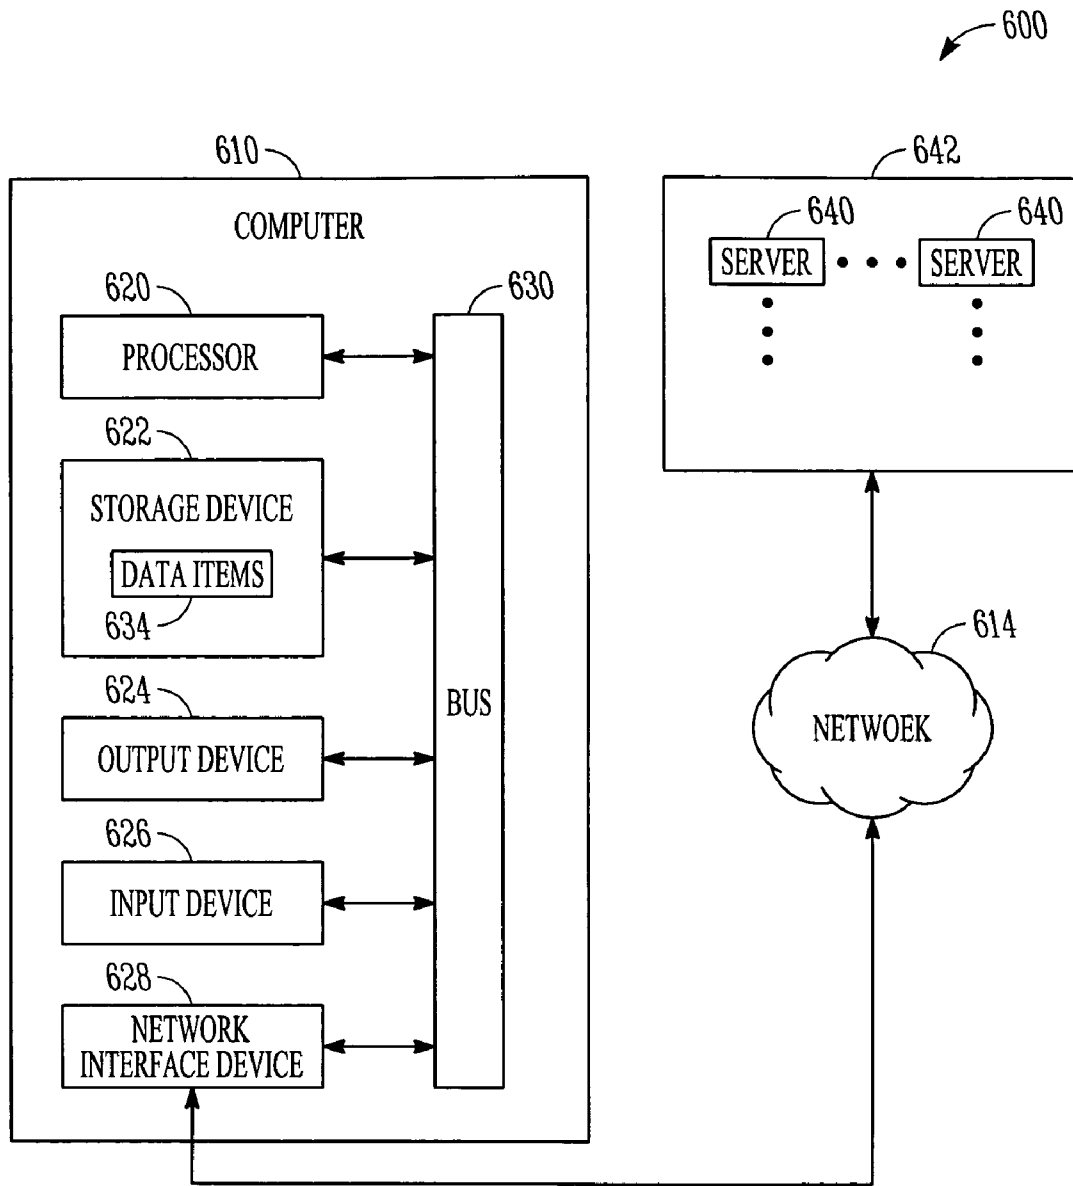 600
610
642
COMPUTER
640
640
SERVER
SERVER
620
630
PROCESSOR
622
STORAGE DEVICE
DATA ITEMS
634
614
624
BUS
NETWOEK
OUTPUT DEVICE
626
INPUT DEVICE
628
NETWORK
INTERFACE DEVICE